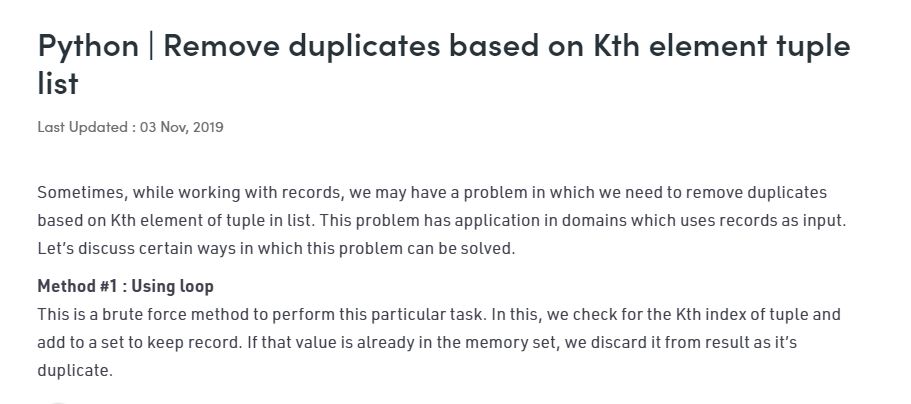 Python | Remove duplicates based on Kth element tuple
list
Last Updated : 03 Nov, 2019
Sometimes, while working with records, we may have a problem in which we need to remove duplicates
based on Kth element of tuple in list. This problem has application in domains which uses records as input.
Let’s discuss certain ways in which this problem can be solved.
Method #1 : Using loop
This is a brute force method to perform this particular task. In this, we check for the Kth index of tuple and
add to a set to keep record. If that value is already in the memory set, we discard it from result as it’s
duplicate.